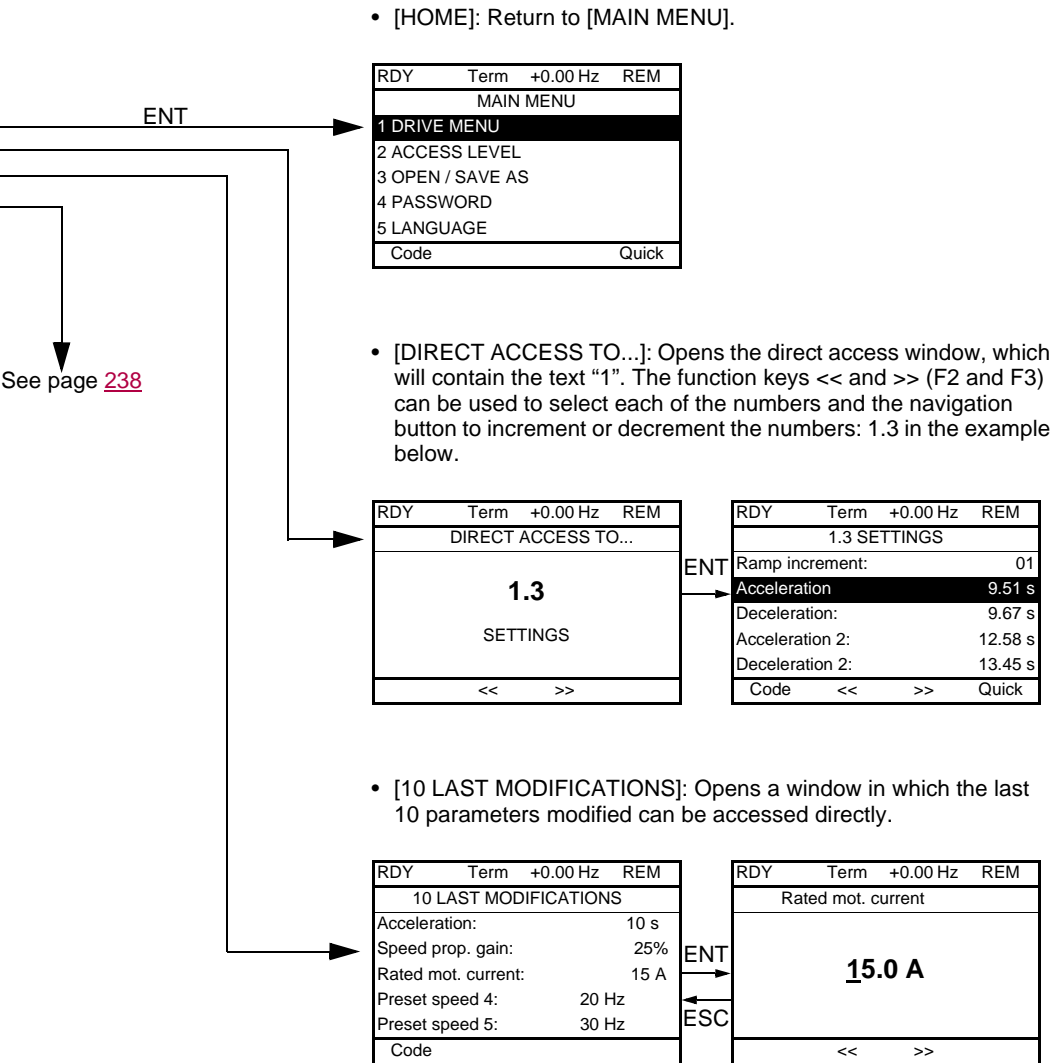 • [HOME]: Return to [MAIN MENU].
RDY Term +0.00 Hz REM
MAIN MENU
1 DRIVE MENU
2 ACCESS LEVEL
3 OPEN / SAVE AS
4 PASSWORD
5 LANGUAGE
Code Quick
ENT
See page 238
• [DIRECT ACCESS TO...]: Opens the direct access window, which
will contain the text “1”. The function keys << and >> (F2 and F3)
can be used to select each of the numbers and the navigation
button to increment or decrement the numbers: 1.3 in the example
below.
RDY Term +0.00 Hz REM
DIRECT ACCESS TO...
1.3
SETTINGS
<< >>
ENT
RDY Term +0.00 Hz REM
1.3 SETTINGS
Ramp increment: 01
Acceleration 9.51 s
Deceleration: 9.67 s
Acceleration 2: 12.58 s
Deceleration 2: 13.45 s
Code << >> Quick
• [10 LAST MODIFICATIONS]: Opens a window in which the last
10 parameters modified can be accessed directly.
RDY Term +0.00 Hz REM
10 LAST MODIFICATIONS
Acceleration: 10 s
Speed prop. gain: 25%
Rated mot. current: 15 A
Preset speed 4: 20 Hz
Preset speed 5: 30 Hz
Code
ENT
ESC
RDY Term +0.00 Hz REM
Rated mot. current
15.0 A
<< >>